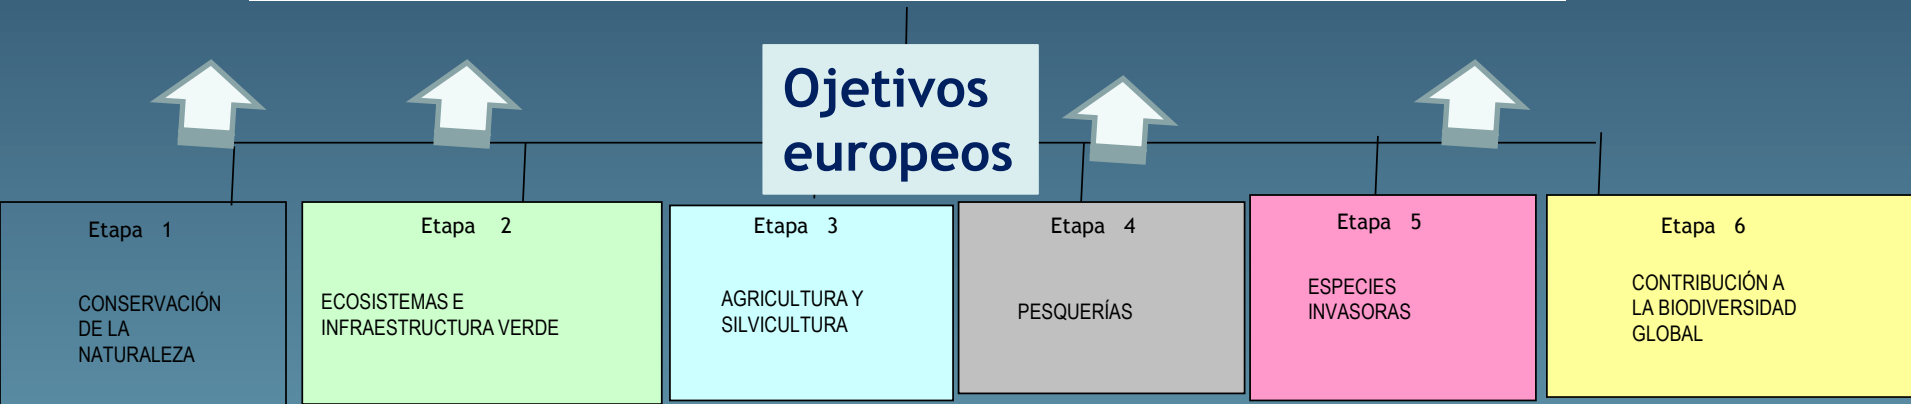 Ojetivos
europeos
Etapa 1
CONSERVACIÓN
DE LA
NATURALEZA
Etapa 2
ECOSISTEMAS E
INFRAESTRUCTURA VERDE
Etapa 3
AGRICULTURA Y
SILVICULTURA
Etapa 4
PESQUERÍAS
Etapa 5
ESPECIES
INVASORAS
Etapa 6
CONTRIBUCIÓN A
LA BIODIVERSIDAD
GLOBAL